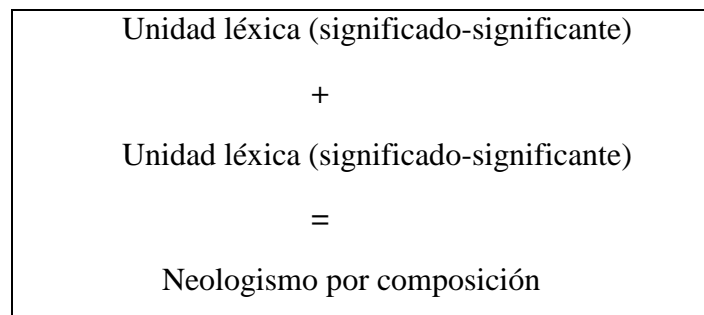 Unidad léxica (significado-significante)
+
Unidad léxica (significado-significante)
=
Neologismo por composición